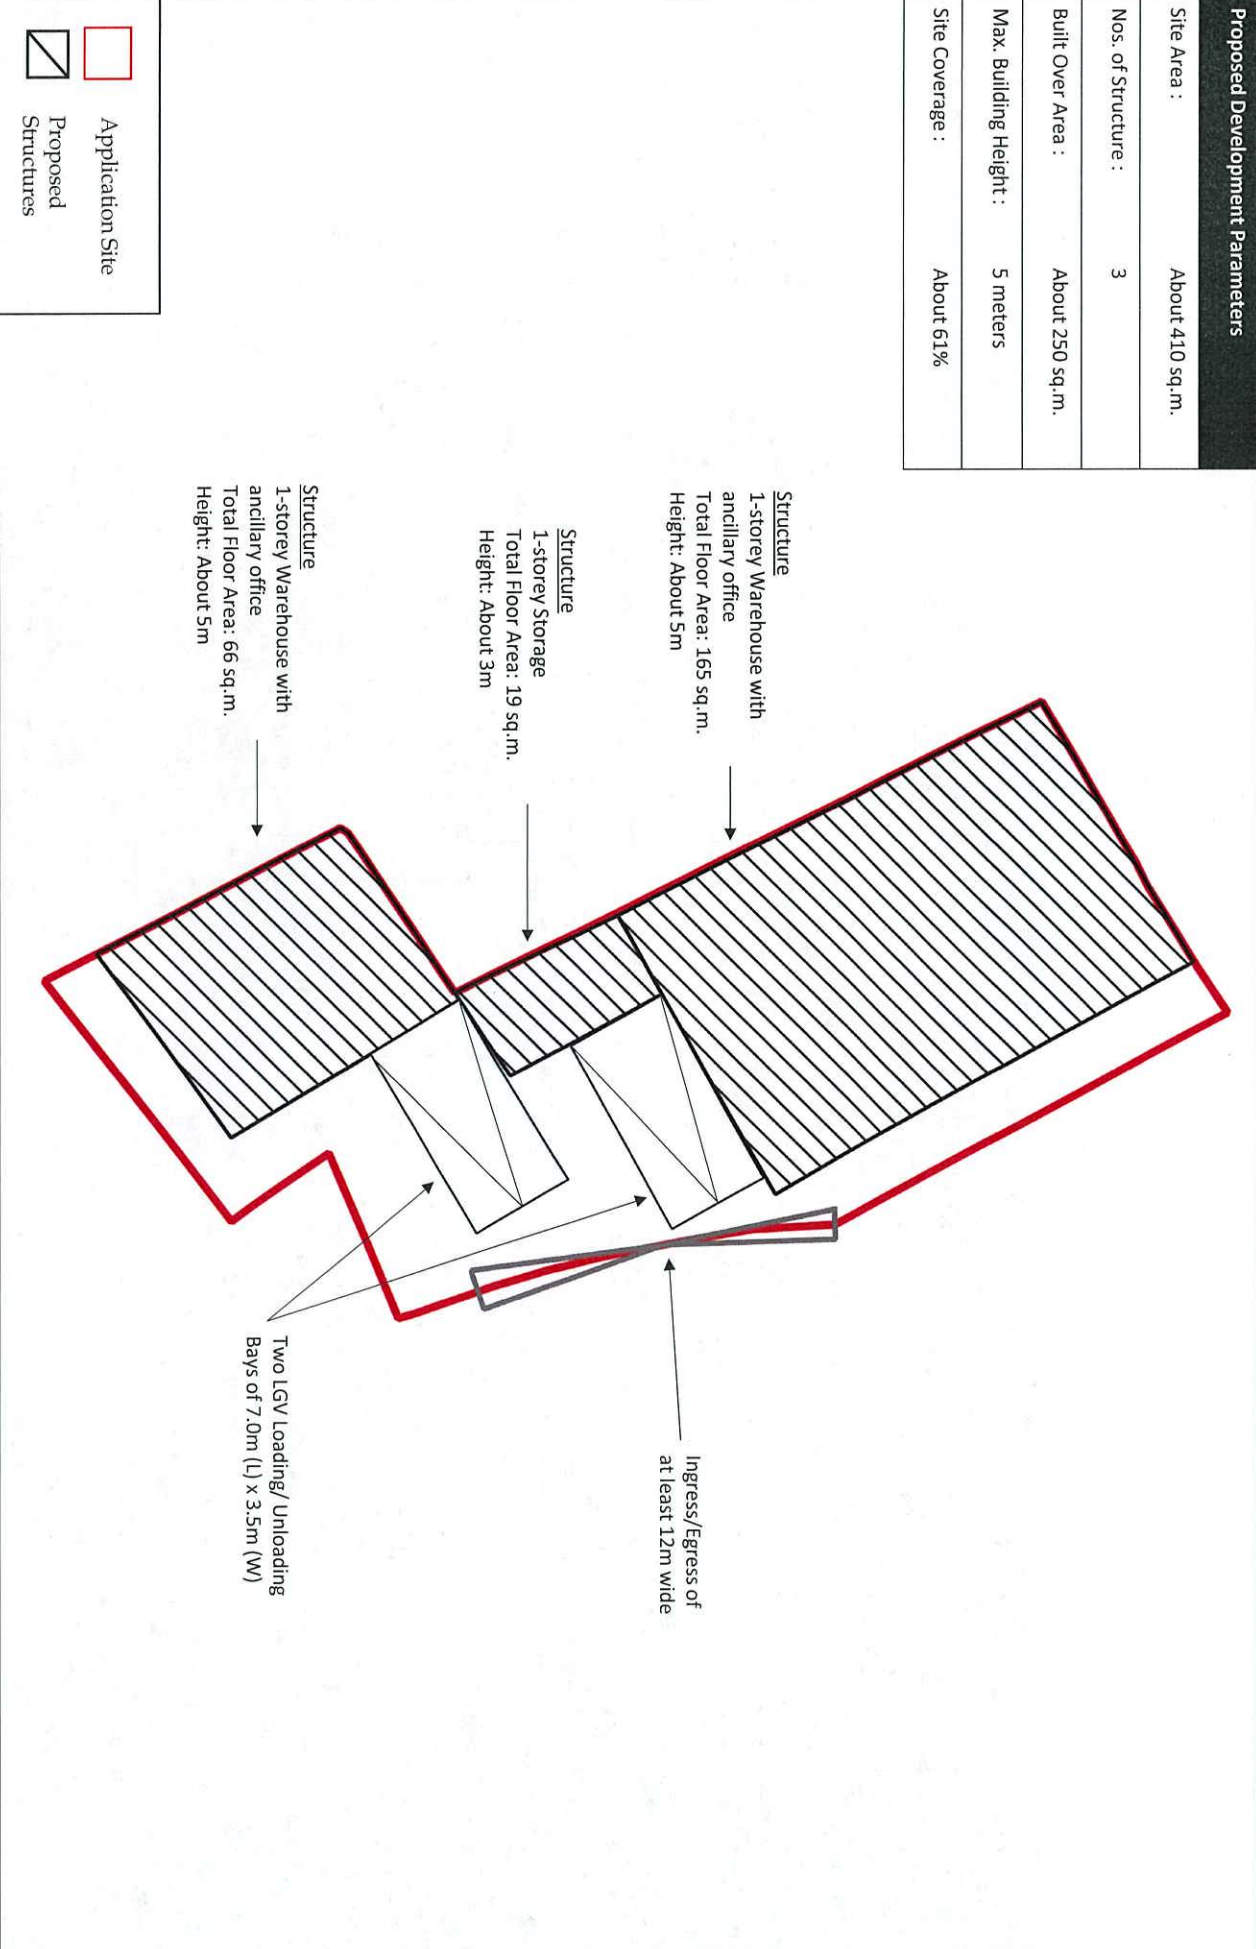 Proposed Development Parameters
Site Area : About 410 sq.m.
Nos. of Structure : 3
Built Over Area : About 250 sq.m.
Max. Building Height : 5 meters
Site Coverage : About 61%
Structure
1-storey Warehouse with
ancillary office
Total Floor Area: 165 sq.m.
Height: About 5m
Structure
1-storey Storage
Total Floor Area: 19 sq.m.
Height: About 3m
Structure
1-storey Warehouse with
ancillary office
Total Floor Area: 66 sq.m.
Height: About 5m
Ingress/Egress of
at least 12m wide
Two LGV Loading/ Unloading
Bays of 7.0m (L) x 3.5m (W)
Application Site
Proposed
Structures